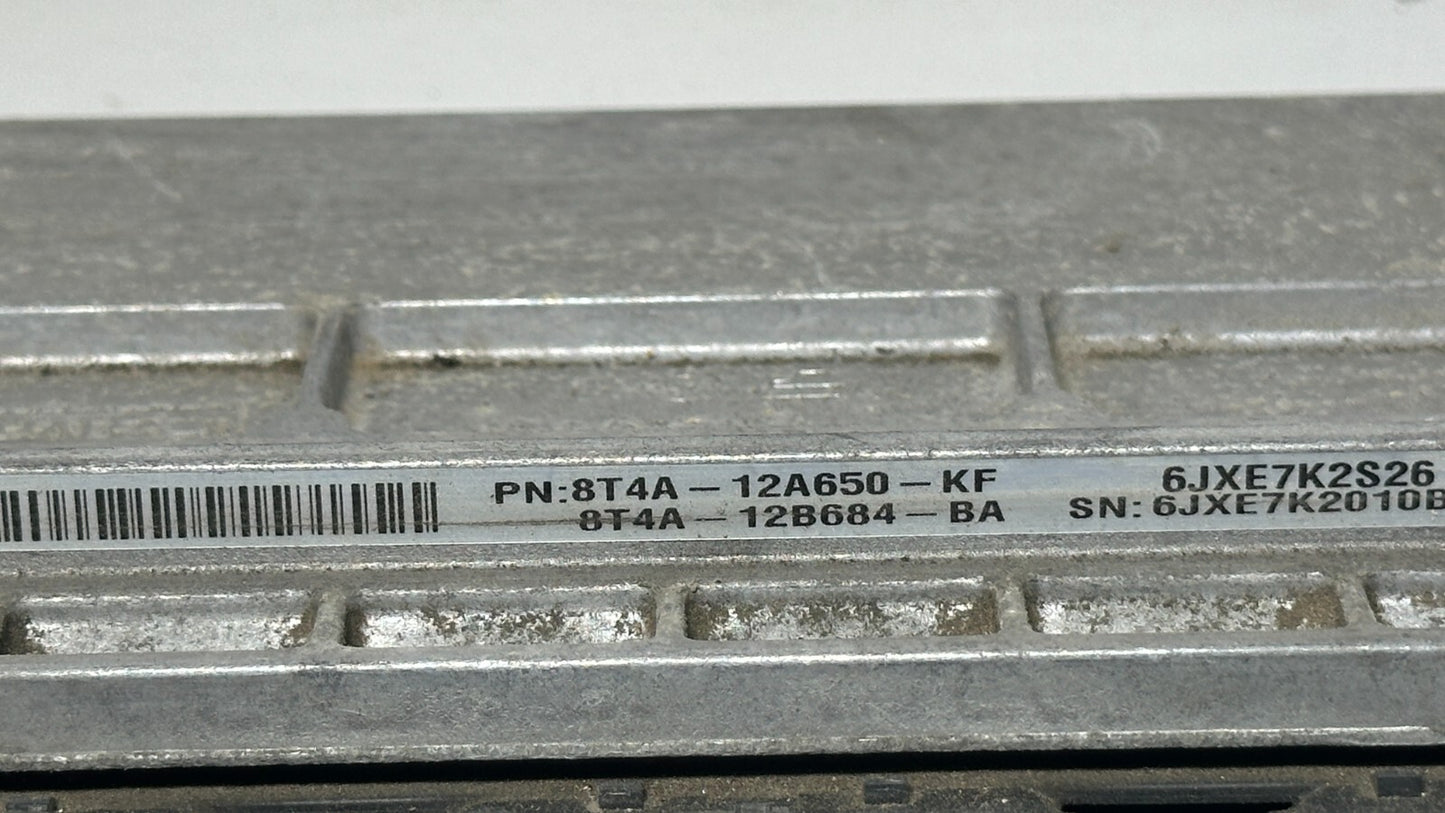 PN:8T4A-12A650-KF 6JXE7K2S26
8T4A-12B684-BA SN:6JXE7K2010B